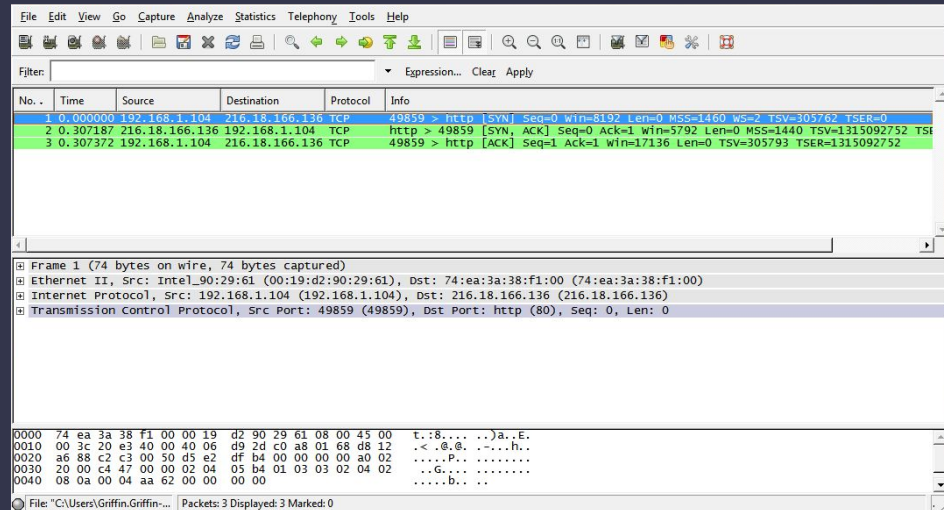 File Edit View Go Capture Analyze Statistics Telephony Tools Help
Filter: Expression... Clear Apply
No. . Time Source Destination Protocol Info
1 0.000000 192.168.1.104 216.18.166.136 TCP 49859 > http [SYN] Seq=0 Win=8192 Len=0 MSS=1460 WS=2 TSV=305762 TSER=0
2 0.307187 216.18.166.136 192.168.1.104 TCP http > 49859 [SYN, ACK] Seq=0 Ack=1 Win=5792 Len=0 MSS=1440 TSV=1315092752 TSE
3 0.307372 192.168.1.104 216.18.166.136 TCP 49859 > http [ACK] Seq=1 Ack=1 Win=17136 Len=0 TSV=305793 TSER=1315092752
Frame 1 (74 bytes on wire, 74 bytes captured)
Ethernet II, Src: Intel_90:29:61 (00:19:d2:90:29:61), Dst: 74:ea:3a:38:f1:00 (74:ea:3a:38:f1:00)
Internet Protocol, Src: 192.168.1.104 (192.168.1.104), Dst: 216.18.166.136 (216.18.166.136)
Transmission Control Protocol, Src Port: 49859 (49859), Dst Port: http (80), Seq: 0, Len: 0
0000 74 ea 3a 38 f1 00 00 19 d2 90 29 61 08 00 45 00 t.:8.... ..)a..E.
0010 00 3c 20 e3 40 00 40 06 d9 2d c0 a8 01 68 d8 12 .< .@.@. .-...h..
0020 a6 88 c2 c3 00 50 d5 e2 df b4 00 00 00 00 a0 02 .....P.. ........
0030 20 00 c4 47 00 00 02 04 05 b4 01 03 03 02 04 02 ..G.... ........
0040 08 0a 00 04 aa 62 00 00 00 00 .....b.. ..
File: "C:\Users\Griffin.Griffin-... Packets: 3 Displayed: 3 Marked: 0